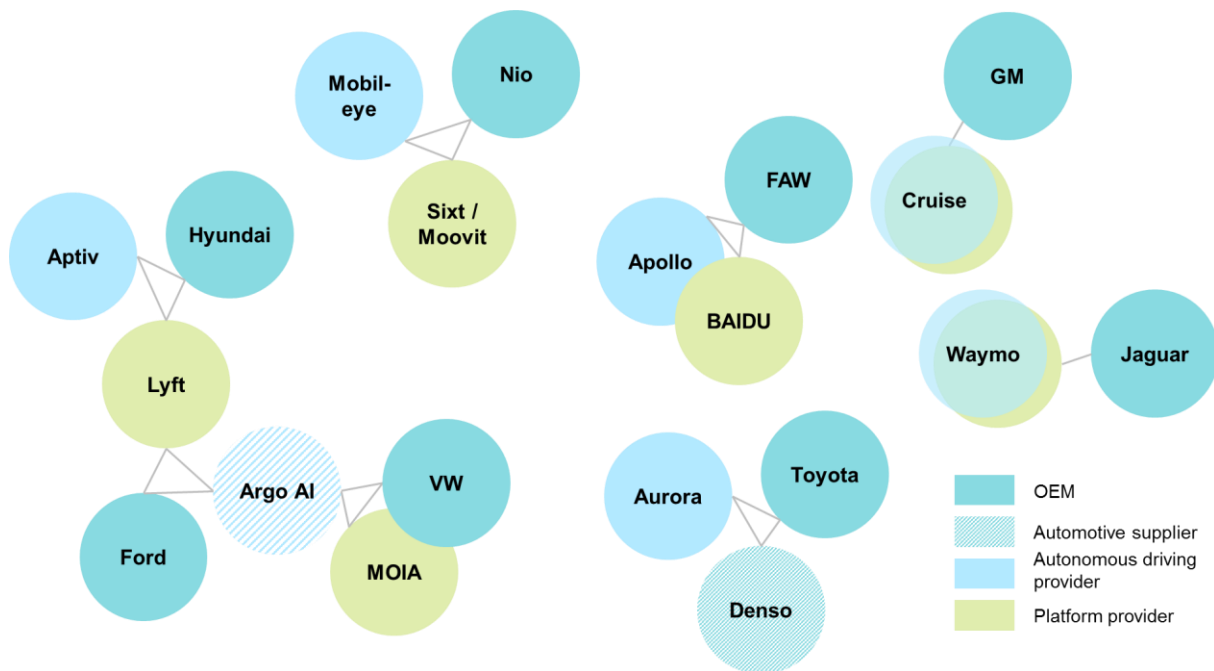 Mobil-
eye
Nio
Sixt /
Moovit
Aptiv
Hyundai
Lyft
Argo AI
Ford
VW
MOIA
FAW
Apollo
BAIDU
GM
Cruise
Waymo
Jaguar
Aurora
Toyota
Denso
OEM
Automotive supplier
Autonomous driving
provider
Platform provider